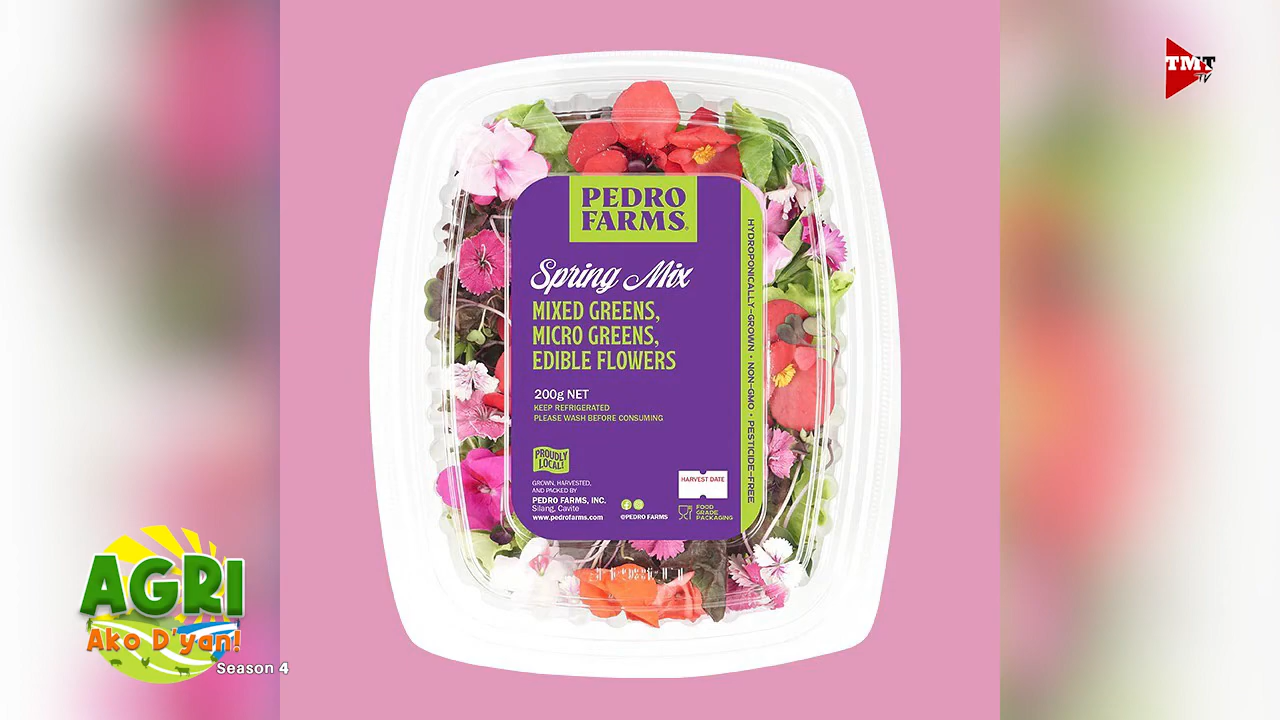 TMT
TV
PEDRO
FARMS
Spring Mix
MIXED GREENS,
MICRO GREENS,
EDIBLE FLOWERS
200g NET
KEEP REFRIGERATED
PLEASE WASH BEFORE CONSUMING
HYDROPONICALLY-GROWN • NON-GMO • PESTICIDE-FREE
PROUDLY
LOCAL!
GROWN, HARVESTED,
AND PACKED BY
PEDRO FARMS, INC.
Silang, Cavite
www.pedrofarms.com
@PEDRO FARMS
HARVEST DATE
FOOD
GRADE
PACKAGING
AGRI
Ako D'yan!
Season 4